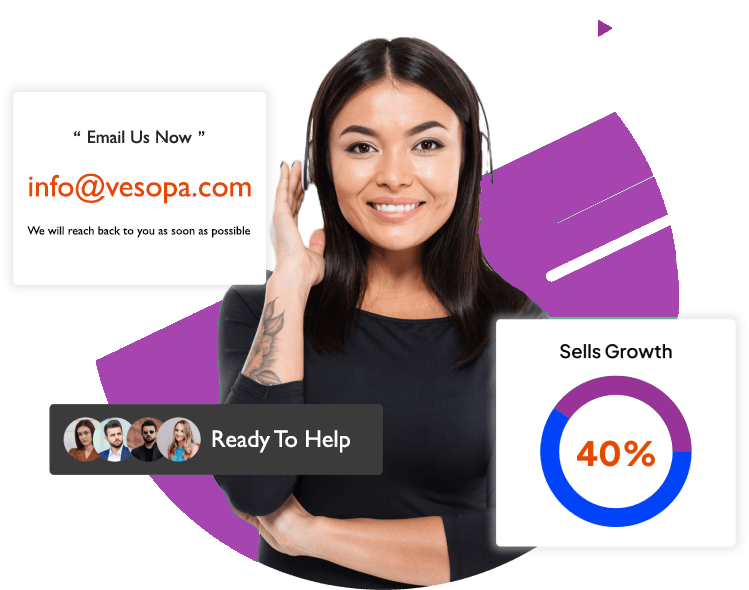 “ Email Us Now ”
info@vesopa.com
We will reach back to you as soon as possible
Sells Growth
40%
Ready To Help